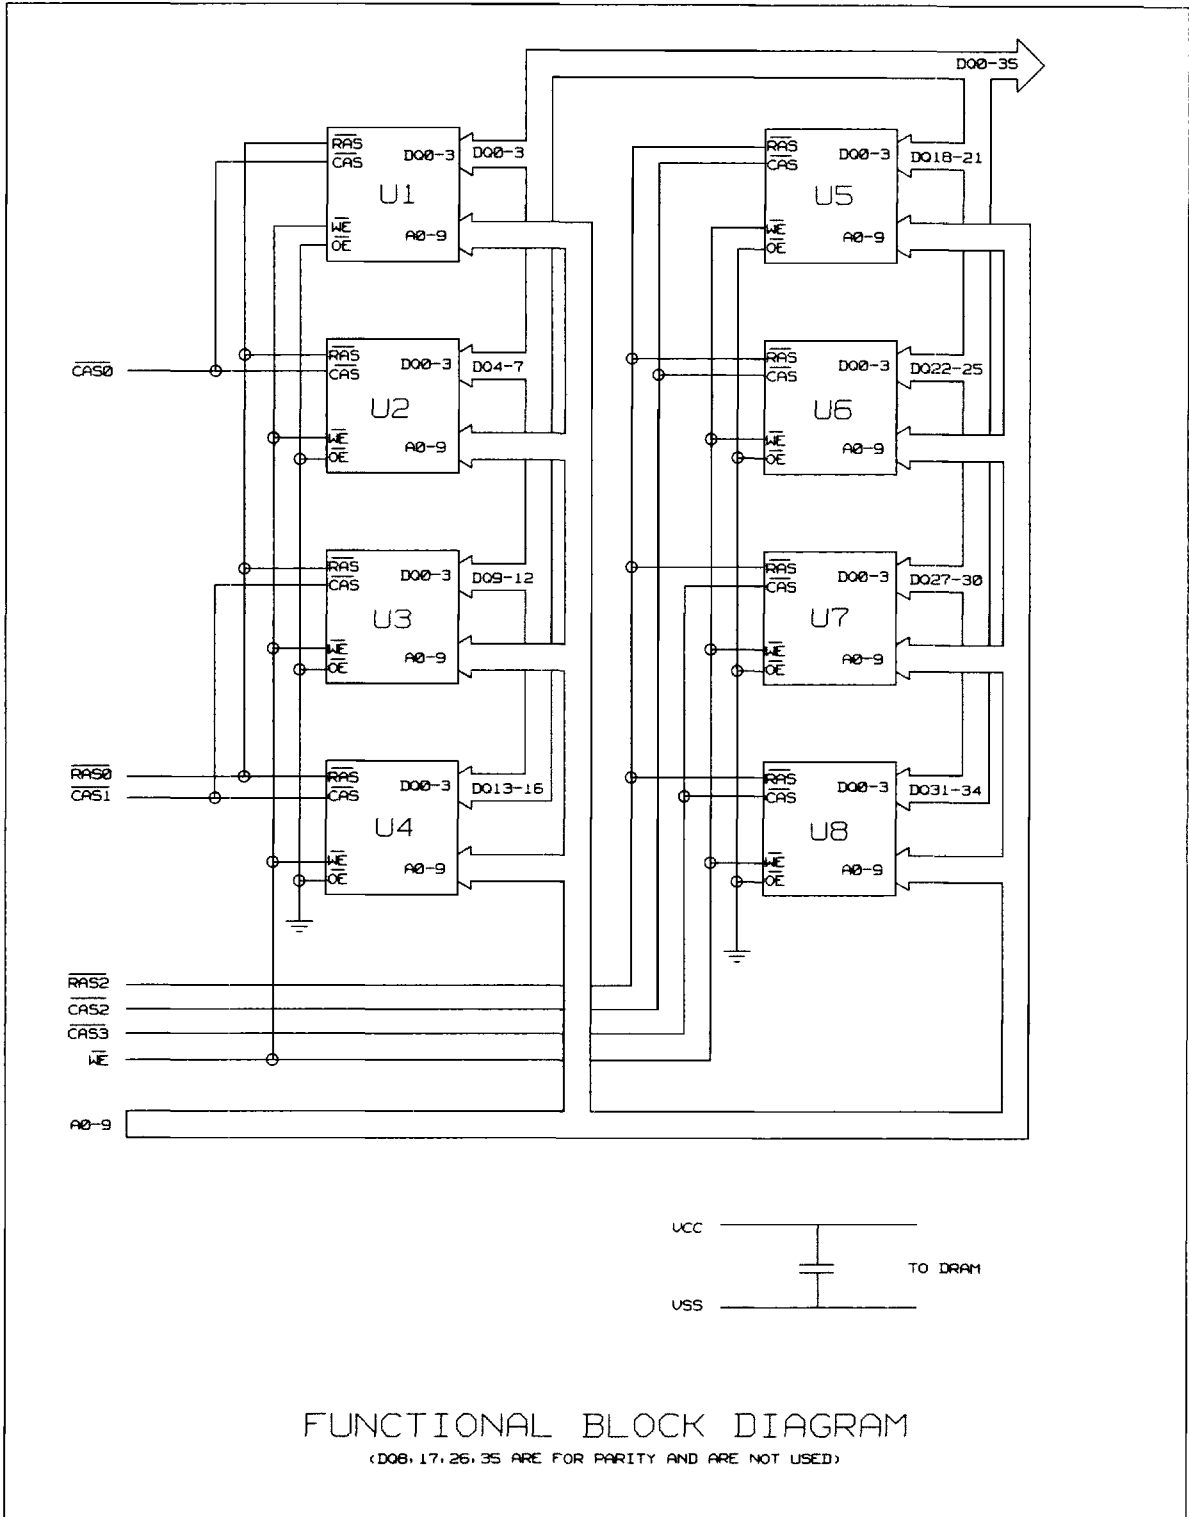 DQ0-35
RAS
CAS
U1
WE
OE
DQ0-3
A0-9
DQ0-3
RAS
CAS
U5
WE
OE
DQ0-3
A0-9
DQ18-21
CAS0
RAS
CAS
U2
WE
OE
DQ0-3
A0-9
DQ4-7
RAS
CAS
U6
WE
OE
DQ0-3
A0-9
DQ22-25
RAS
CAS
U3
WE
OE
DQ0-3
A0-9
DQ9-12
RAS
CAS
U7
WE
OE
DQ0-3
A0-9
DQ27-30
RAS0
CAS1
RAS
CAS
U4
WE
OE
DQ0-3
A0-9
DQ13-16
RAS
CAS
U8
WE
OE
DQ0-3
A0-9
DQ31-34
RAS2
CAS2
CAS3
WE
A0-9
VCC
TO DRAM
VSS
FUNCTIONAL BLOCK DIAGRAM
(DQ8,17,26,35 ARE FOR PARITY AND ARE NOT USED)